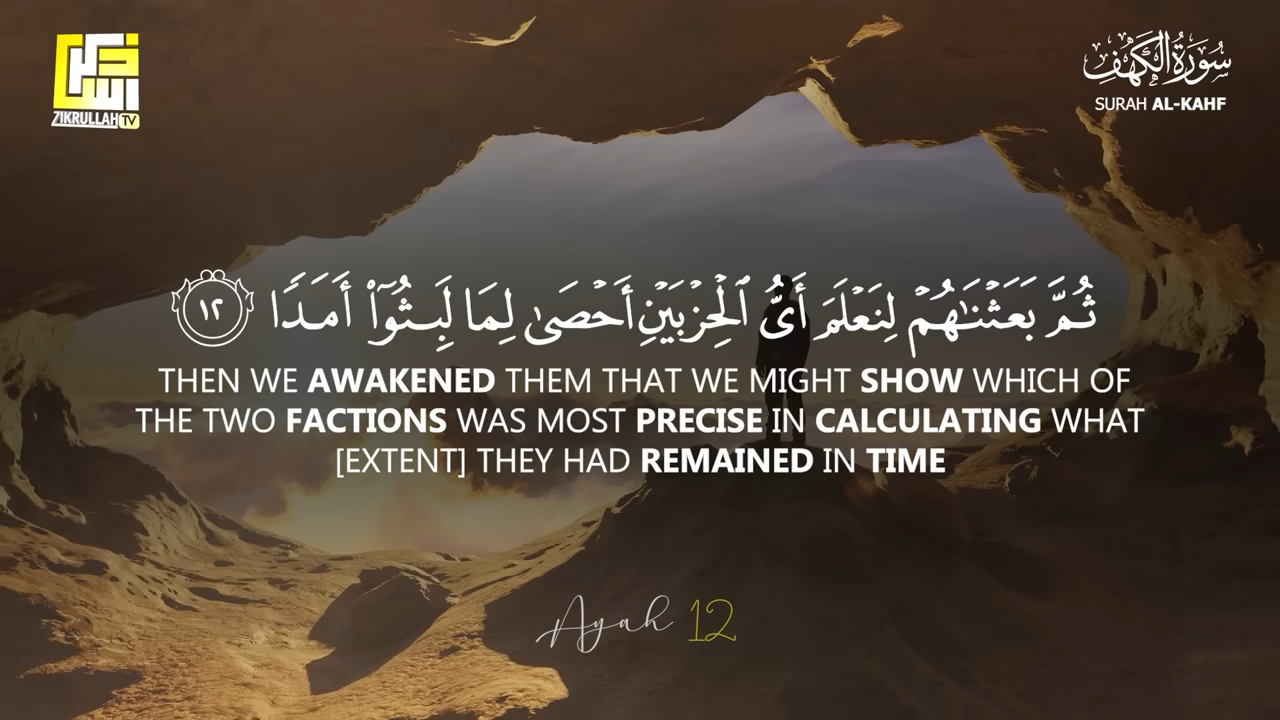 ذكر الله
ZIKRULLAH TV
سُورَةُ الكَهْفِ
SURAH AL-KAHF
ثُمَّ بَعَثْنَـٰهُمْ لِنَعْلَمَ أَىُّ ٱلْحِزْبَيْنِ أَحْصَىٰ لِمَا لَبِثُوٓا۟ أَمَدًا ١٢
THEN WE AWAKENED THEM THAT WE MIGHT SHOW WHICH OF
THE TWO FACTIONS WAS MOST PRECISE IN CALCULATING WHAT
[EXTENT] THEY HAD REMAINED IN TIME
Ayah 12